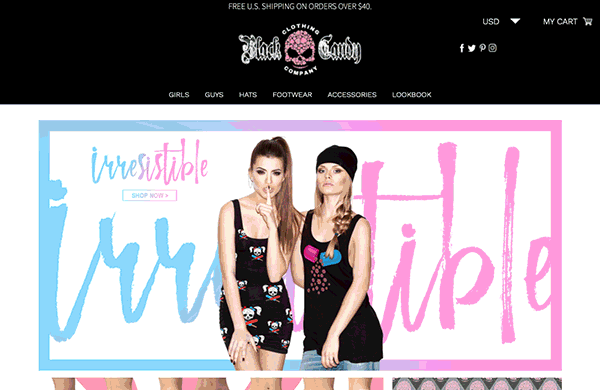 FREE U.S. SHIPPING ON ORDERS OVER $40.
USD
MY CART
CLOTHING
Black Candy
COMPANY
GIRLS
GUYS
HATS
FOOTWEAR
ACCESSORIES
LOOKBOOK
irresistible
SHOP NOW >
irresistible